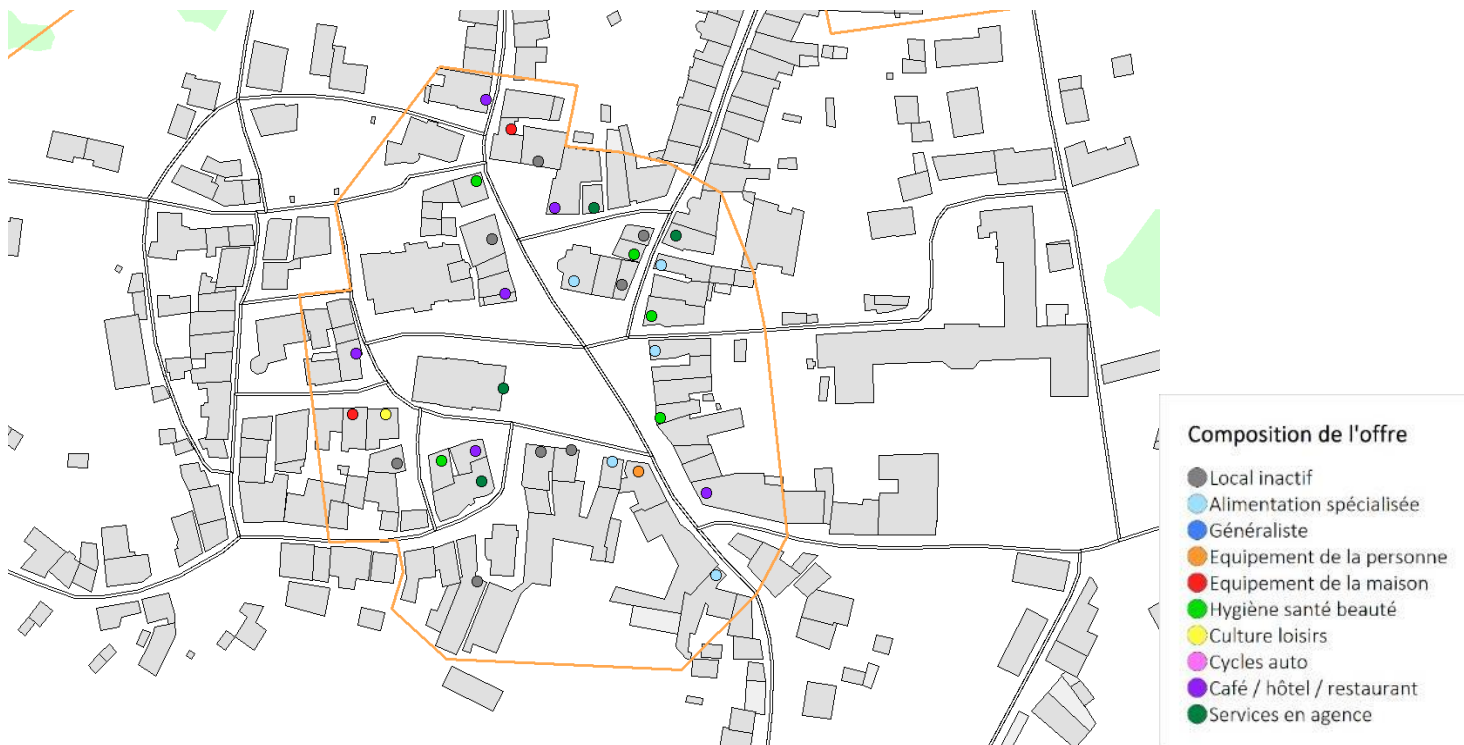 Composition de l'offre
Local inactif
Alimentation spécialisée
Généraliste
Equipement de la personne
Equipement de la maison
Hygiène santé beauté
Culture loisirs
Cycles auto
Café / hôtel / restaurant
Services en agence